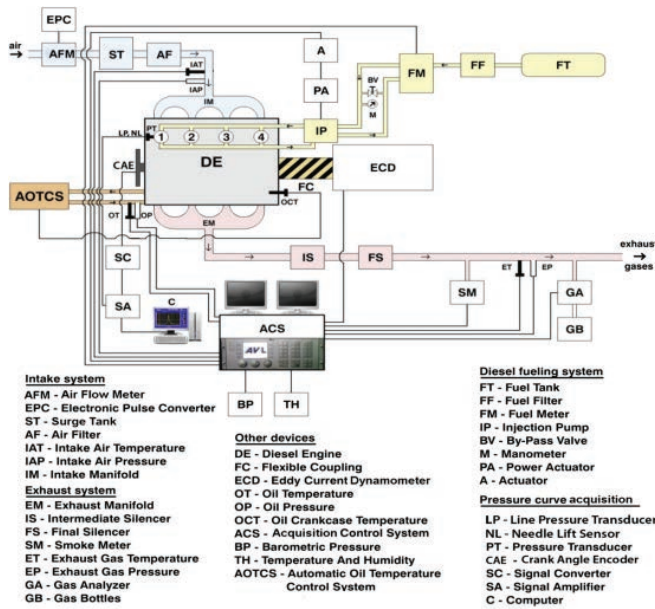 EPC
air
AFM
ST
AF
IAT
IAP
IM
A
PA
IP
BV
M
FM
FF
FT
LP, NL
PT
1
2
3
4
CAE
DE
ECD
FC
OCT
AOTCS
OT
OP
EM
IS
FS
exhaust
gases
SC
SA
C
SM
ET
EP
GA
GB
ACS
AVL
BP
TH
Intake system
AFM - Air Flow Meter
EPC - Electronic Pulse Converter
ST - Surge Tank
AF - Air Filter
IAT - Intake Air Temperature
IAP - Intake Air Pressure
IM - Intake Manifold
Exhaust system
EM - Exhaust Manifold
IS - Intermediate Silencer
FS - Final Silencer
SM - Smoke Meter
ET - Exhaust Gas Temperature
EP - Exhaust Gas Pressure
GA - Gas Analyzer
GB - Gas Bottles
Other devices
DE - Diesel Engine
FC - Flexible Coupling
ECD - Eddy Current Dynamometer
OT - Oil Temperature
OP - Oil Pressure
OCT - Oil Crankcase Temperature
ACS - Acquisition Control System
BP - Barometric Pressure
TH - Temperature And Humidity
AOTCS - Automatic Oil Temperature
Control System
Diesel fueling system
FT - Fuel Tank
FF - Fuel Filter
FM - Fuel Meter
IP - Injection Pump
BV - By-Pass Valve
M - Manometer
PA - Power Actuator
A - Actuator
Pressure curve acquisition
LP - Line Pressure Transducer
NL - Needle Lift Sensor
PT - Pressure Transducer
CAE - Crank Angle Encoder
SC - Signal Converter
SA - Signal Amplifier
C - Computer